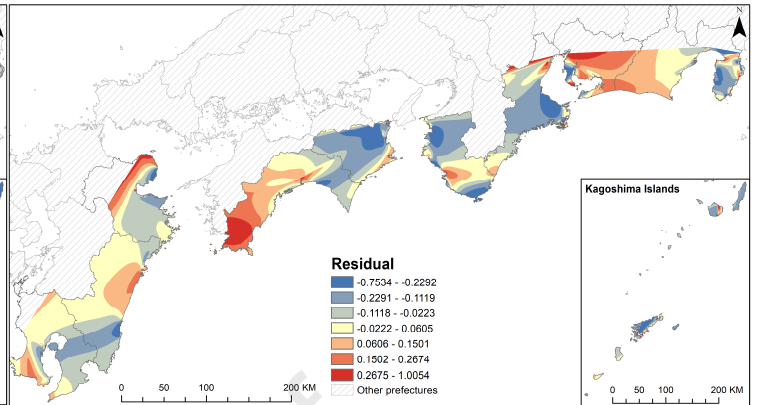 N
Kagoshima Islands
Residual
-0.7534 - -0.2292
-0.2291 - -0.1119
-0.1118 - -0.0223
-0.0222 - 0.0605
0.0606 - 0.1501
0.1502 - 0.2674
0.2675 - 1.0054
Other prefectures
0 50 100 200 KM
0 50 100 200 KM